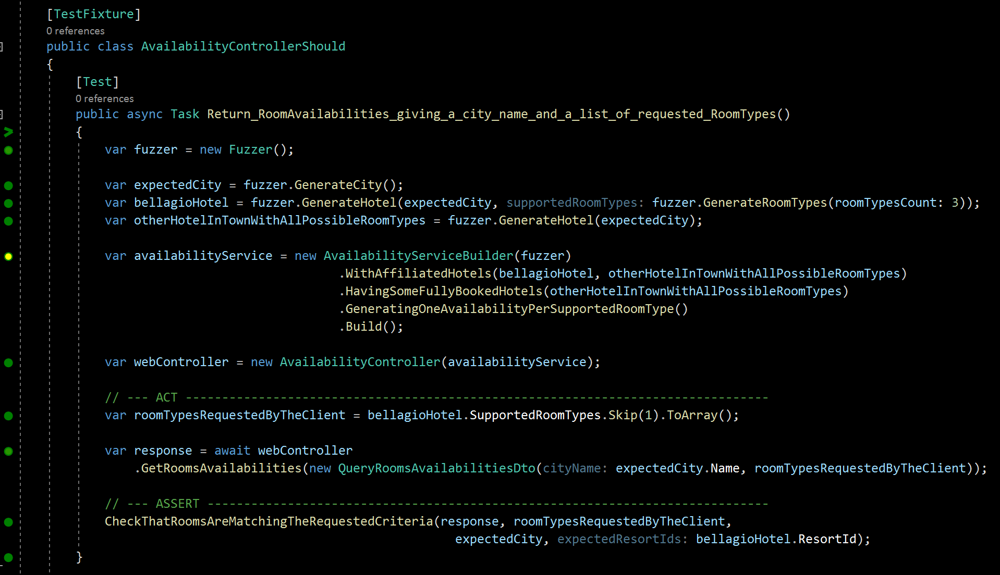 [TestFixture]
0 references
public class AvailabilityControllerShould
{
[Test]
0 references
public async Task Return_RoomAvailabilities_giving_a_city_name_and_a_list_of_requested_RoomTypes()
{
var fuzzer = new Fuzzer();
var expectedCity = fuzzer.GenerateCity();
var bellagioHotel = fuzzer.GenerateHotel(expectedCity, supportedRoomTypes: fuzzer.GenerateRoomTypes(roomTypesCount: 3));
var otherHotelInTownWithAllPossibleRoomTypes = fuzzer.GenerateHotel(expectedCity);
var availabilityService = new AvailabilityServiceBuilder(fuzzer)
.WithAffiliatedHotels(bellagioHotel, otherHotelInTownWithAllPossibleRoomTypes)
.HavingSomeFullyBookedHotels(otherHotelInTownWithAllPossibleRoomTypes)
.GeneratingOneAvailabilityPerSupportedRoomType()
.Build();
var webController = new AvailabilityController(availabilityService);
// --- ACT --------------------------------------------------------------------------------
var roomTypesRequestedByTheClient = bellagioHotel.SupportedRoomTypes.Skip(1).ToArray();
var response = await webController
.GetRoomsAvailabilities(new QueryRoomsAvailabilitiesDto(cityName: expectedCity.Name, roomTypesRequestedByTheClient));
// --- ASSERT -----------------------------------------------------------------------------
CheckThatRoomsAreMatchingTheRequestedCriteria(response, roomTypesRequestedByTheClient,
expectedCity, expectedResortIds: bellagioHotel.ResortId);
}